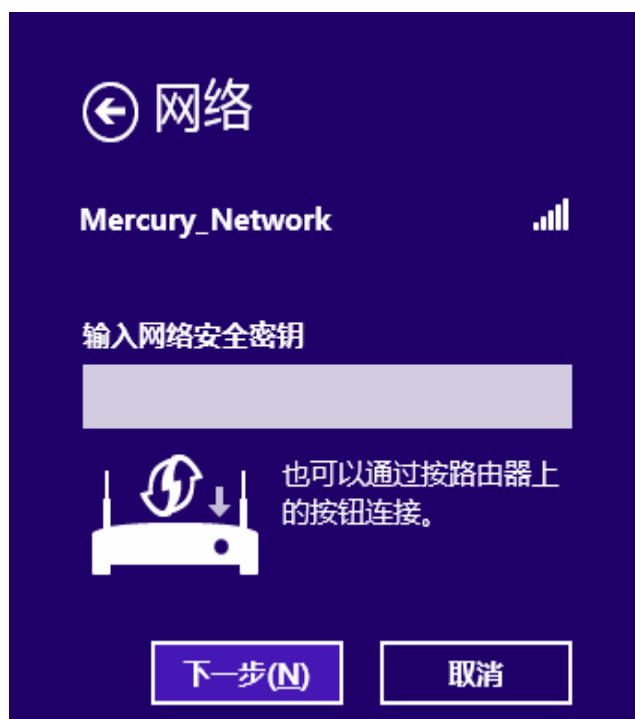 网络
Mercury_Network
输入网络安全密钥
也可以通过按路由器上
的按钮连接。
下一步(N)
取消